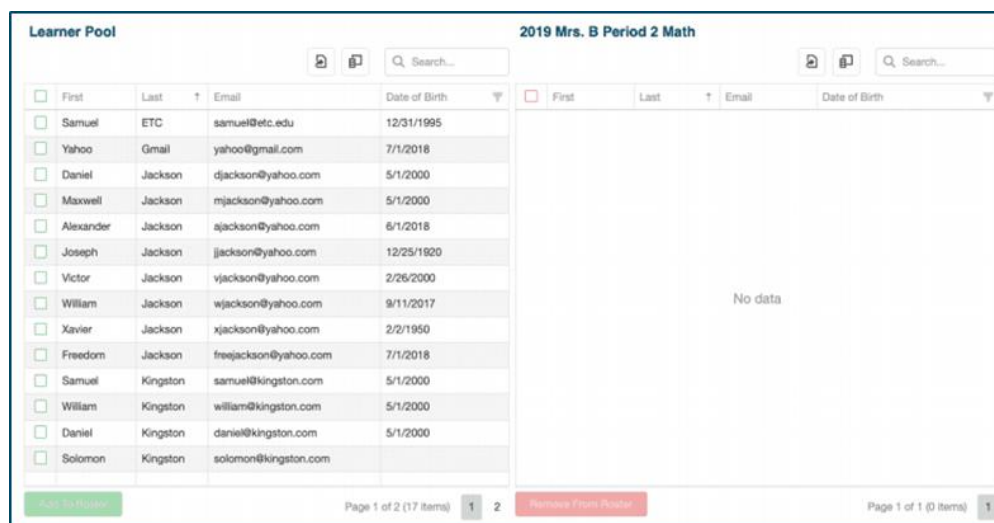 Learner Pool
2019 Mrs. B Period 2 Math
Search...
Search...
First Last ↑ Email Date of Birth
First Last ↑ Email Date of Birth
Samuel ETC samuel@etc.edu 12/31/1995
Yahoo Gmail yahoo@gmail.com 7/1/2018
Daniel Jackson djackson@yahoo.com 5/1/2000
Maxwell Jackson mjackson@yahoo.com 5/1/2000
Alexander Jackson ajackson@yahoo.com 6/1/2018
Joseph Jackson jjackson@yahoo.com 12/25/1920
Victor Jackson vjackson@yahoo.com 2/26/2000
William Jackson wjackson@yahoo.com 9/11/2017
No data
Xavier Jackson xjackson@yahoo.com 2/2/1950
Freedom Jackson freejackson@yahoo.com 7/1/2018
Samuel Kingston samuel@kingston.com 5/1/2000
William Kingston william@kingston.com 5/1/2000
Daniel Kingston daniel@kingston.com 5/1/2000
Solomon Kingston solomon@kingston.com
Add To Roster
Page 1 of 2 (17 items) 1 2
Remove From Roster
Page 1 of 1 (0 items) 1